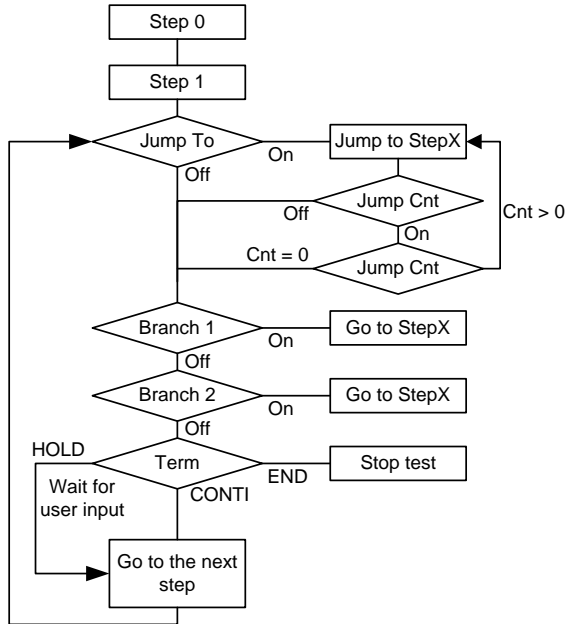 Step 0
Step 1
Jump To
On
Jump to StepX
Off
Jump Cnt
Off
On
Cnt > 0
Cnt = 0
Jump Cnt
Branch 1
On
Go to StepX
Off
Branch 2
On
Go to StepX
Off
HOLD
Term
END
Stop test
Wait for
user input
CONTI
Go to the next
step